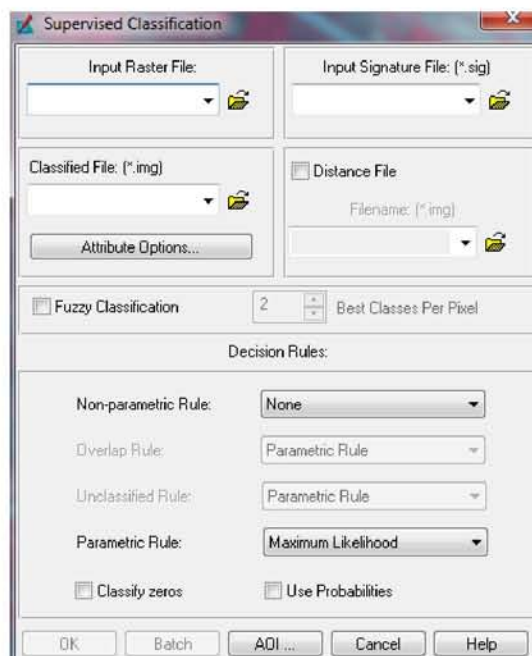 Supervised Classification
Input Raster File:
Input Signature File: (*.sig)
Classified File: (*.img)
Distance File
Filename: (*.img)
Attribute Options...
Fuzzy Classification
2
Best Classes Per Pixel
Decision Rules:
Non-parametric Rule:
None
Overlap Rule:
Parametric Rule
Unclassified Rule:
Parametric Rule
Parametric Rule:
Maximum Likelihood
Classify zeros
Use Probabilities
OK
Batch
AOI ...
Cancel
Help